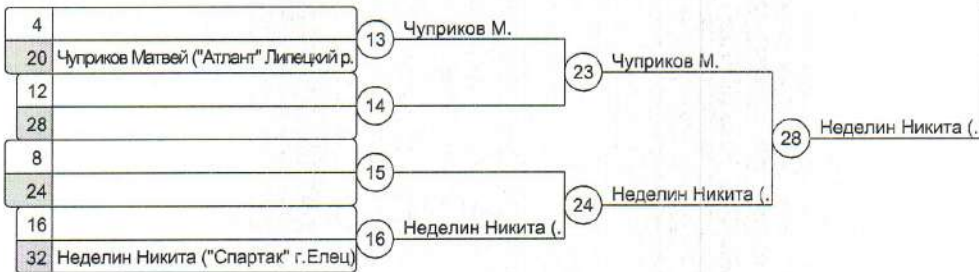 4
13 Чуприков М.
20 Чуприков Матвей ("Атлант" Липецкий р.
23 Чуприков М.
12
14
28
28 Неделин Никита (.
8
15
24
24 Неделин Никита (.
16
16 Неделин Никита (.
32 Неделин Никита ("Спартак" г.Елец)